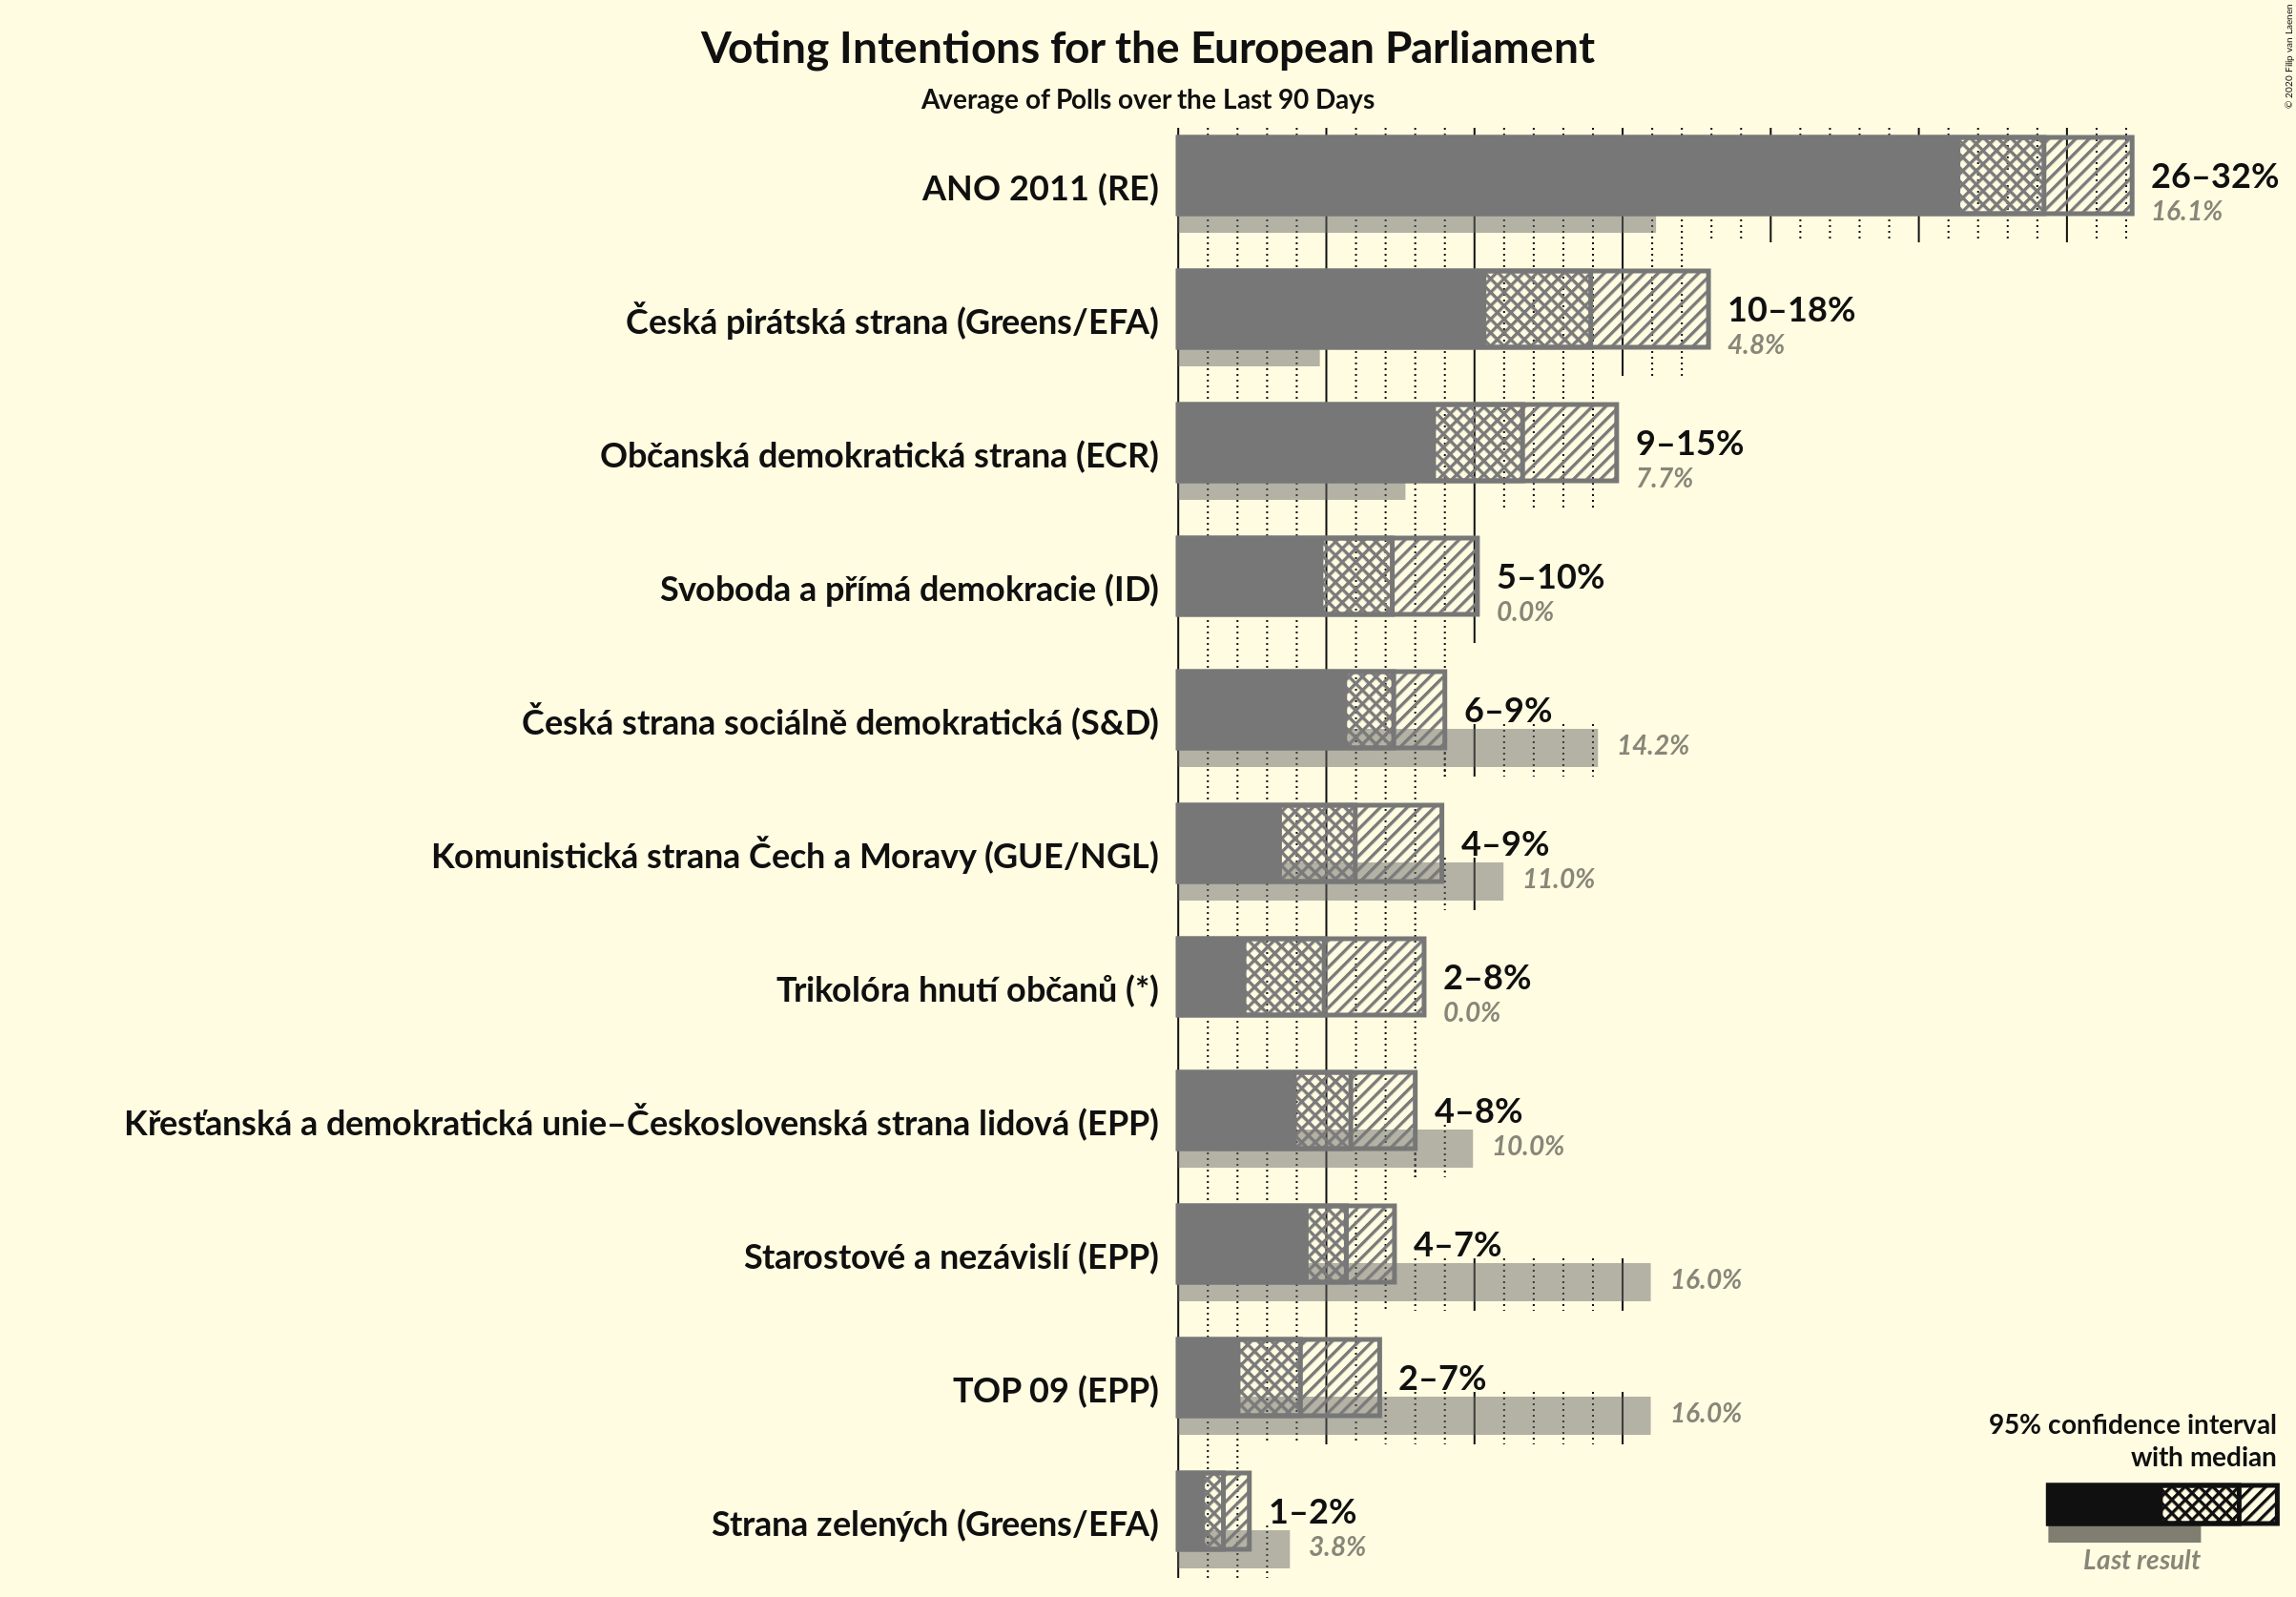 Voting Intentions for the European Parliament
Average of Polls over the Last 90 Days
© 2020 Filip van Laenen
ANO 2011 (RE)
26–32%
16.1%
Česká pirátská strana (Greens/EFA)
10–18%
4.8%
Občanská demokratická strana (ECR)
9–15%
7.7%
Svoboda a přímá demokracie (ID)
5–10%
0.0%
Česká strana sociálně demokratická (S&D)
6–9%
14.2%
Komunistická strana Čech a Moravy (GUE/NGL)
4–9%
11.0%
Trikolóra hnutí občanů (*)
2–8%
0.0%
Křesťanská a demokratická unie–Československá strana lidová (EPP)
4–8%
10.0%
Starostové a nezávislí (EPP)
4–7%
16.0%
TOP 09 (EPP)
2–7%
16.0%
Strana zelených (Greens/EFA)
1–2%
3.8%
95% confidence interval
with median
Last result